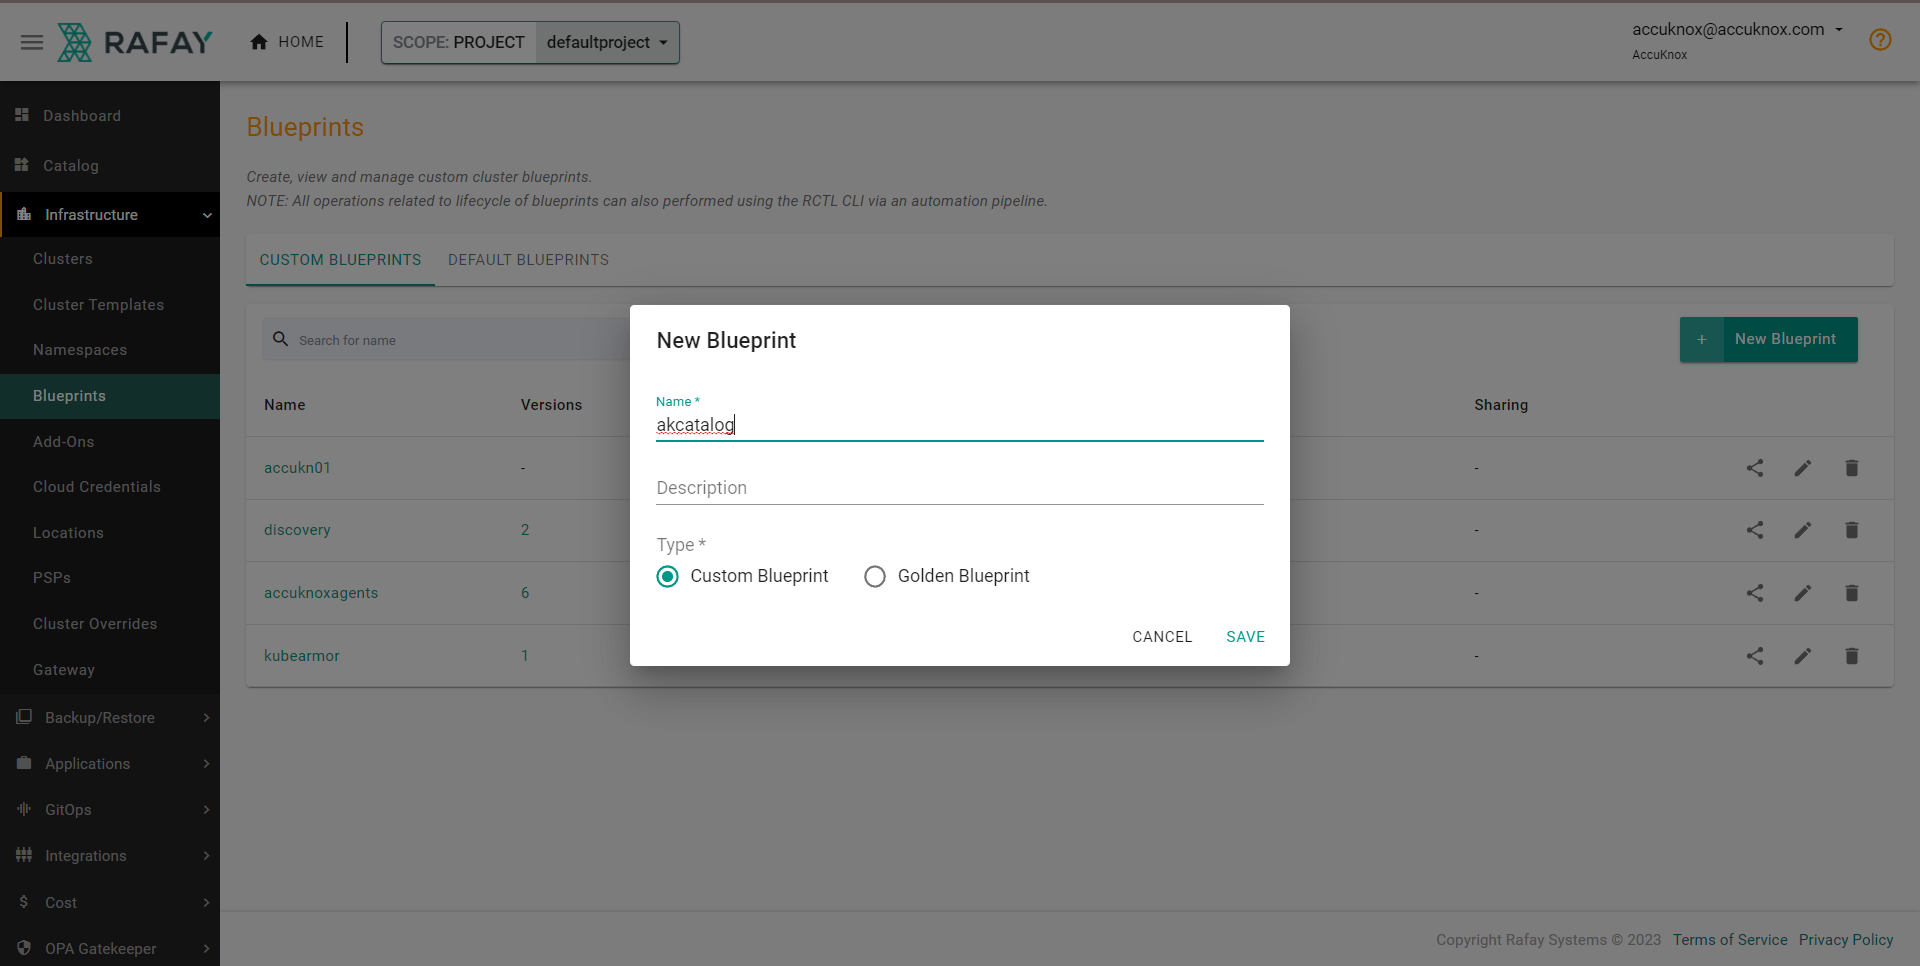 RAFAY
HOME
SCOPE: PROJECT defaultproject
accuknox@accuknox.com
AccuKnox
Dashboard
Catalog
Infrastructure
Clusters
Cluster Templates
Namespaces
Blueprints
Add-Ons
Cloud Credentials
Locations
PSPs
Cluster Overrides
Gateway
Backup/Restore
Applications
GitOps
Integrations
Cost
OPA Gatekeeper
Blueprints
Create, view and manage custom cluster blueprints.
NOTE: All operations related to lifecycle of blueprints can also performed using the RCTL CLI via an automation pipeline.
CUSTOM BLUEPRINTS DEFAULT BLUEPRINTS
Search for name
+ New Blueprint
Name Versions Sharing
accukn01 - -
discovery 2 -
accuknoxagents 6 -
kubearmor 1 -
New Blueprint
Name *
akcatalog
Description
Type *
Custom Blueprint Golden Blueprint
CANCEL SAVE
Copyright Rafay Systems © 2023 Terms of Service Privacy Policy